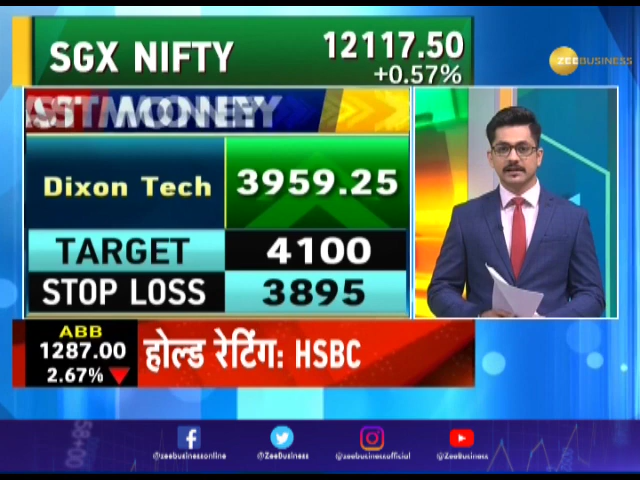 SGX NIFTY
12117.50
+0.57%
ZEEBUSINESS
Dixon Tech
3959.25
TARGET
4100
STOP LOSS
3895
ABB
1287.00
2.67%
होल्ड रेटिंग: HSBC
@zeebusinessonline
@ZeeBusiness
@zeebusinessofficial
@ZeeBusiness